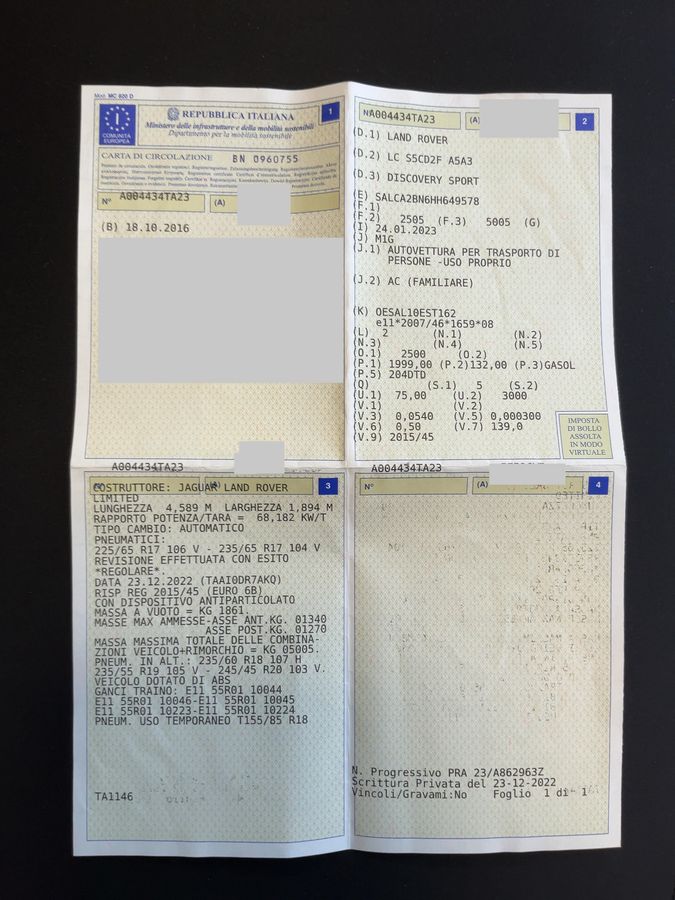 Mod. MC 820 D
COMUNITÀ
EUROPEA
REPUBBLICA ITALIANA
Ministero delle infrastrutture e della mobilità sostenibili
Dipartimento per la mobilità sostenibile
1
CARTA DI CIRCOLAZIONE BN 0960755
N° A004434TA23 (A)
(B) 18.10.2016
NA004434TA23 (A) 2
(D.1) LAND ROVER
(D.2) LC S5CD2F A5A3
(D.3) DISCOVERY SPORT
(E) SALCA2BN6HH649578
(F.1)
(F.2) 2505 (F.3) 5005 (G)
(I) 24.01.2023
(J) M1G
(J.1) AUTOVETTURA PER TRASPORTO DI
PERSONE -USO PROPRIO
(J.2) AC (FAMILIARE)
(K) OESAL10EST162
e11*2007/46*1659*08
(L) 2 (N.1) (N.2)
(N.3) (N.4) (N.5)
(O.1) 2500 (O.2)
(P.1) 1999,00 (P.2)132,00 (P.3)GASOL
(P.5) 204DTD
(Q) (S.1) 5 (S.2)
(U.1) 75,00 (U.2) 3000
(V.1) (V.2)
(V.3) 0,0540 (V.5) 0,000300
(V.6) 0,50 (V.7) 139,0
(V.9) 2015/45
IMPOSTA
DI BOLLO
ASSOLTA
IN MODO
VIRTUALE
A004434TA23
(A) 3
COSTRUTTORE: JAGUAR LAND ROVER
LIMITED
LUNGHEZZA 4,589 M LARGHEZZA 1,894 M
RAPPORTO POTENZA/TARA = 68,182 KW/T
TIPO CAMBIO: AUTOMATICO
PNEUMATICI:
225/65 R17 106 V - 235/65 R17 104 V
REVISIONE EFFETTUATA CON ESITO
*REGOLARE*.
DATA 23.12.2022 (TAAI0DR7AKQ)
RISP REG 2015/45 (EURO 6B)
CON DISPOSITIVO ANTIPARTICOLATO
MASSA A VUOTO = KG 1861.
MASSE MAX AMMESSE-ASSE ANT.KG. 01340
ASSE POST.KG. 01270
MASSA MASSIMA TOTALE DELLE COMBINA-
ZIONI VEICOLO+RIMORCHIO = KG 05005.
PNEUM. IN ALT.: 235/60 R18 107 H
235/55 R19 105 V - 245/45 R20 103 V.
VEICOLO DOTATO DI ABS
GANCI TRAINO: E11 55R01 10044
E11 55R01 10046-E11 55R01 10045
E11 55R01 10223-E11 55R01 10224
PNEUM. USO TEMPORANEO T155/85 R18
TA1146
A004434TA23
N° (A) 4
N. Progressivo PRA 23/A862963Z
Scrittura Privata del 23-12-2022
Vincoli/Gravami:No Foglio 1 di 1